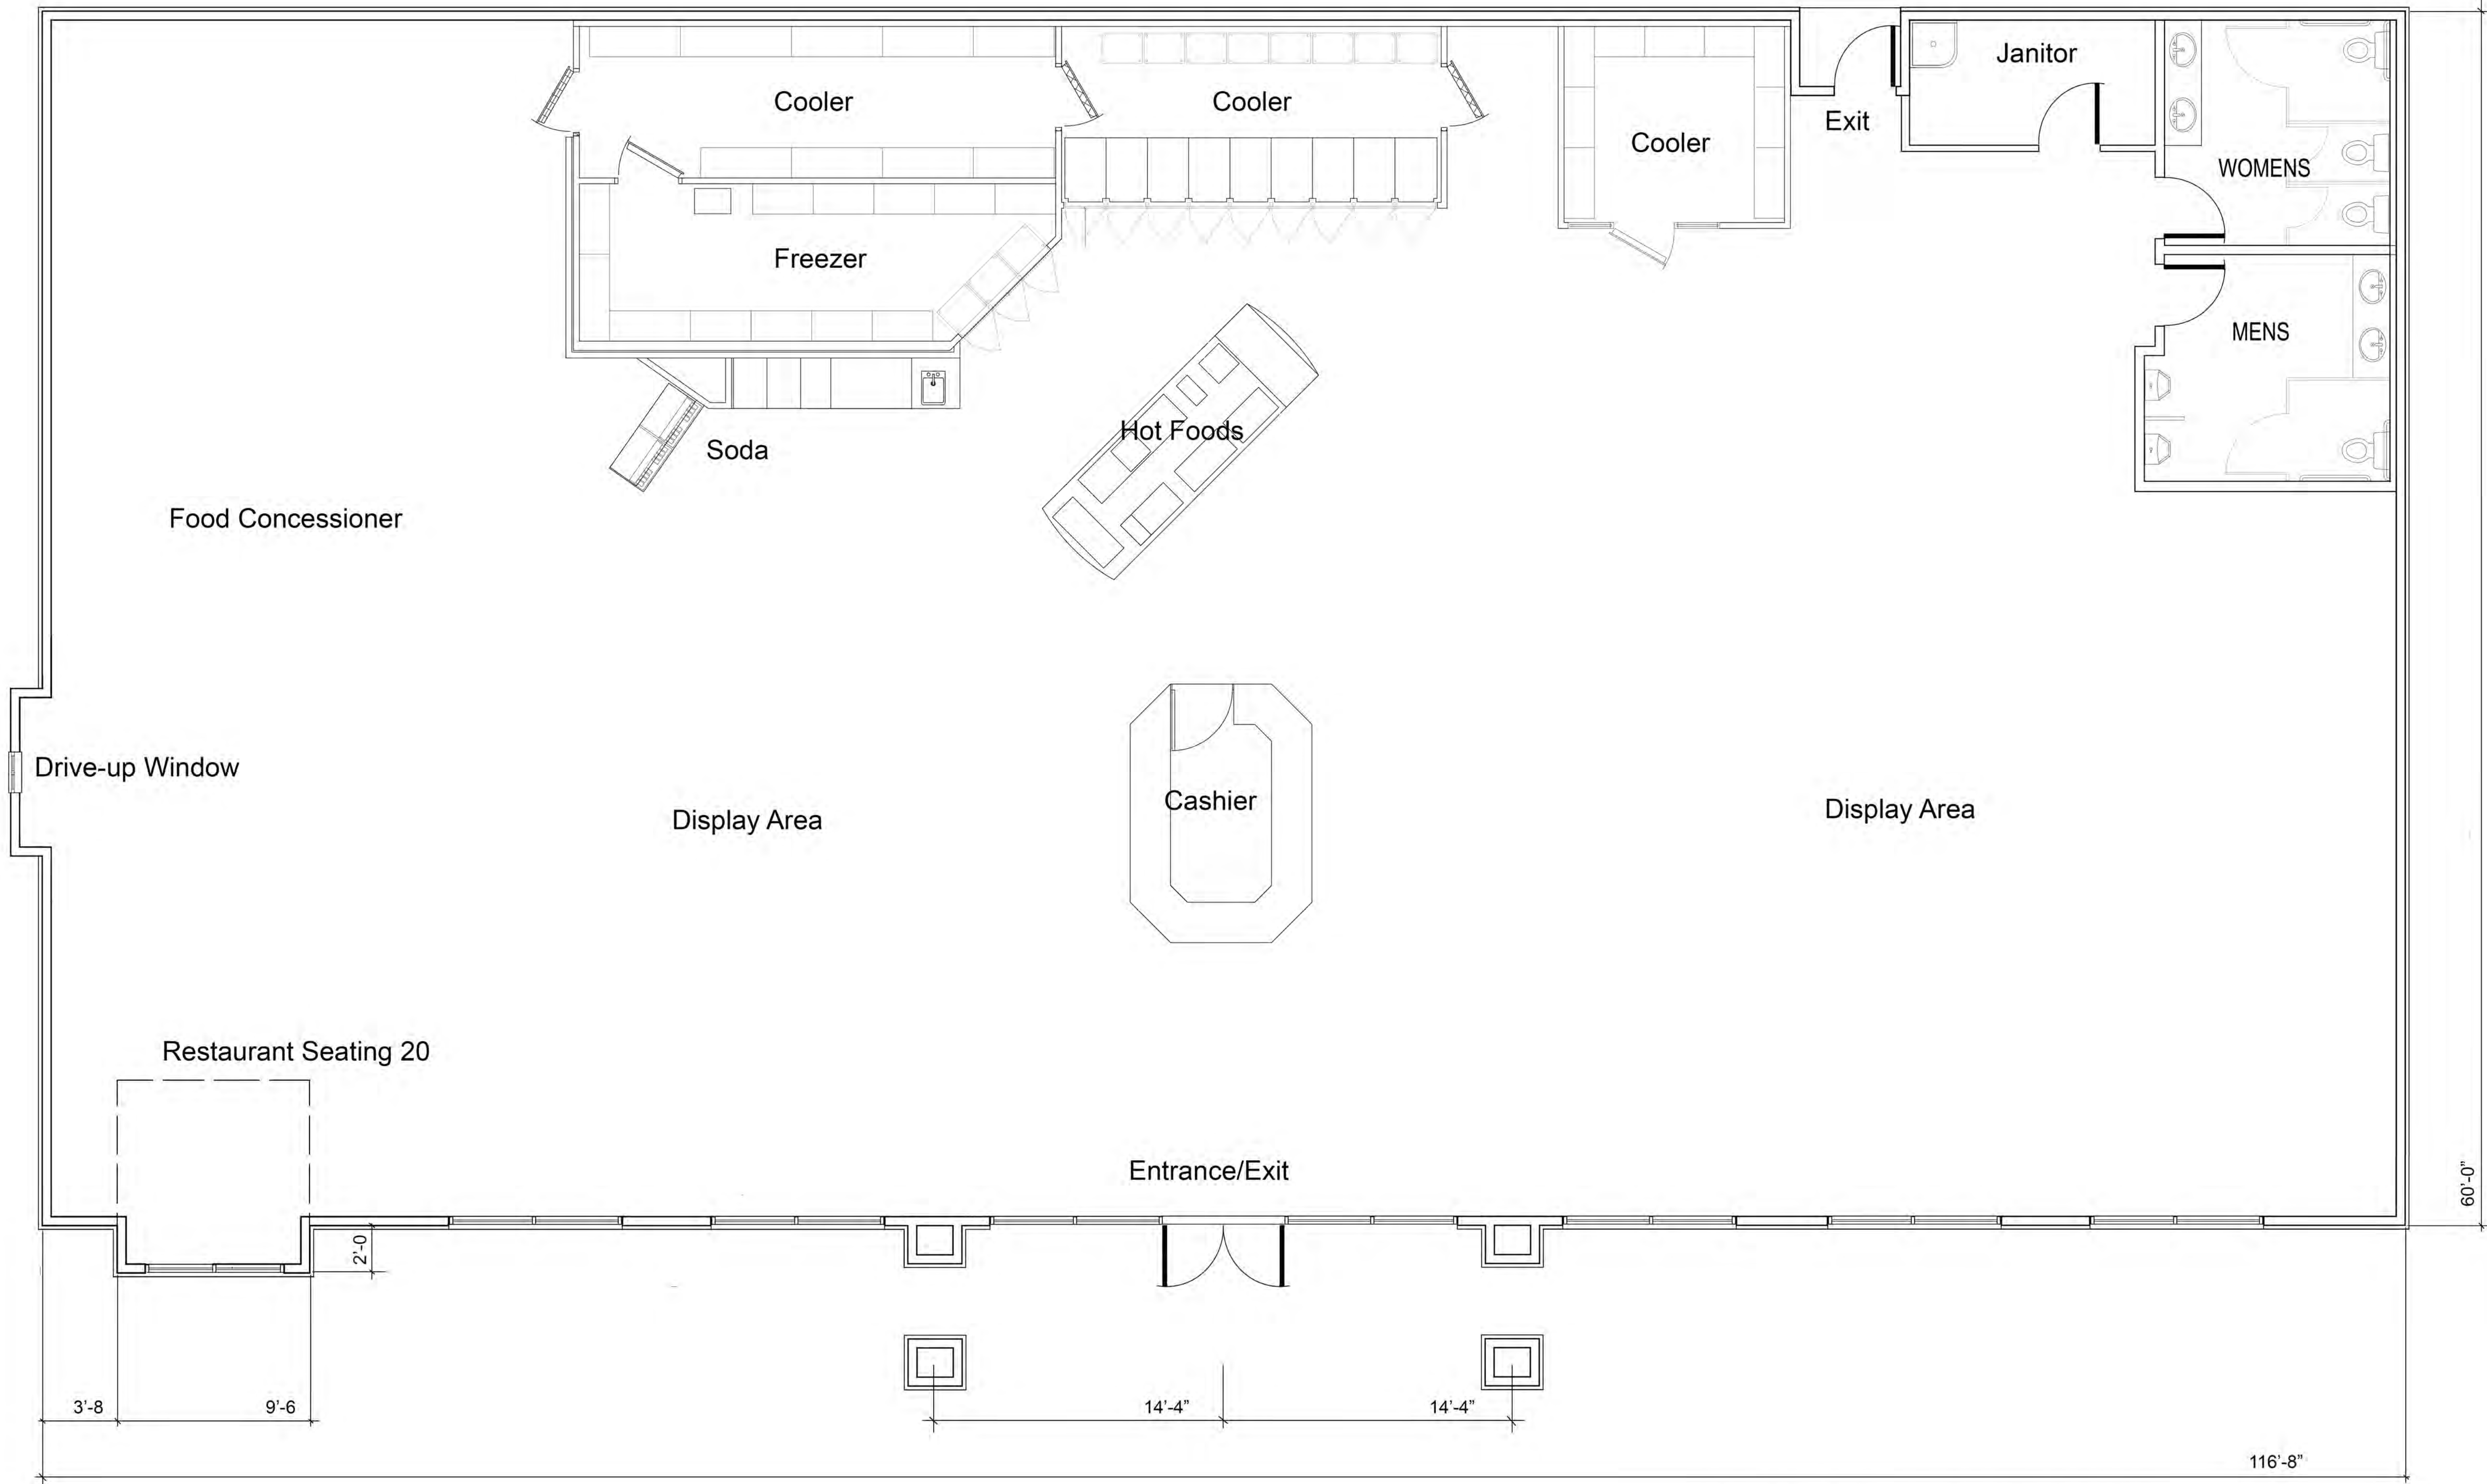 Janitor
Cooler
Cooler
Exit
Cooler
WOMENS
Freezer
MENS
Hot Foods
Soda
Food Concessioner
Drive-up Window
Cashier
Display Area
Display Area
Restaurant Seating 20
Entrance/Exit
60'-0"
2'-0
3'-8
9'-6
14'-4"
14'-4"
116'-8"